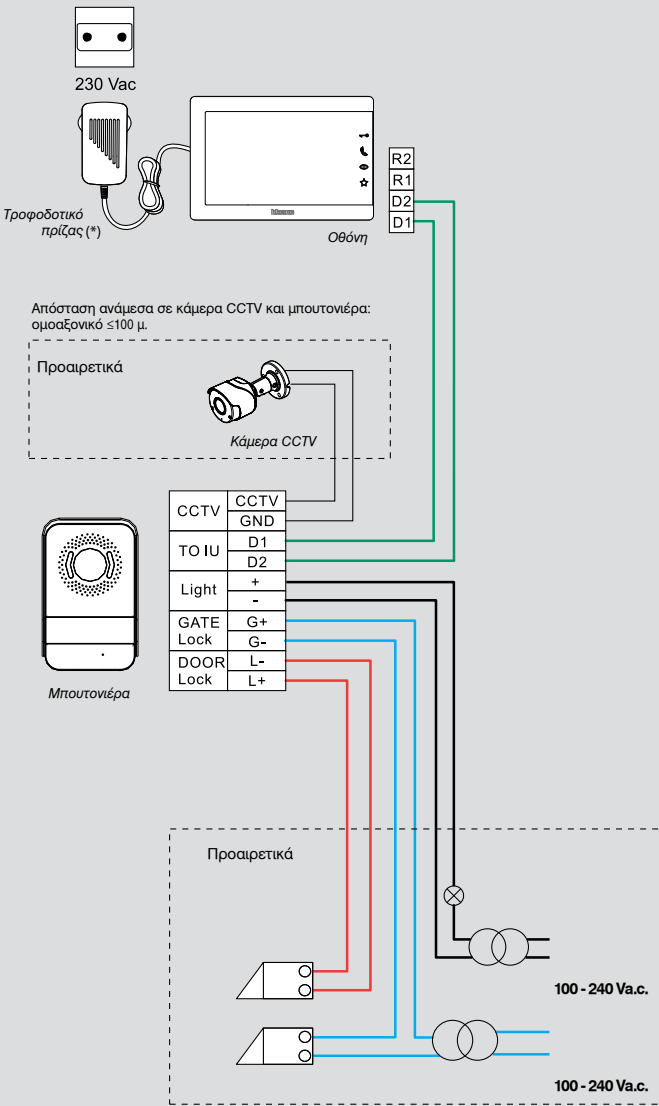 230 Vac
R2
R1
D2
D1
Τροφοδοτικό
πρίζας (*)
Οθόνη
Απόσταση ανάμεσα σε κάμερα CCTV και μπουτονιέρα:
ομοαξονικό ≤100 μ.
Προαιρετικά
Κάμερα CCTV
CCTV
CCTV
GND
TO IU
D1
D2
Light
+
-
GATE
Lock
G+
G-
DOOR
Lock
L-
L+
Μπουτονιέρα
Προαιρετικά
100 - 240 Va.c.
100 - 240 Va.c.